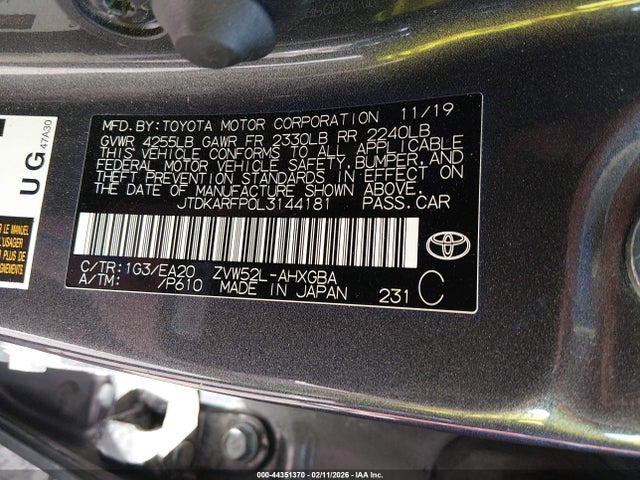 MFD.BY:TOYOTA MOTOR CORPORATION 11/19
GVWR 4255LB GAWR FR 2330LB RR 2240LB
THIS VEHICLE CONFORMS TO ALL APPLICABLE
FEDERAL MOTOR VEHICLE SAFETY,BUMPER,AND
THEFT PREVENTION STANDARDS IN EFFECT ON
THE DATE OF MANUFACTURE SHOWN ABOVE.
JTDKARFP0L3144181 PASS.CAR
C/TR:1G3/EA20 ZVW52L-AHXGBA
A/TM: /P610 MADE IN JAPAN 231 C
UG 47A30
L'USAGER
000-44351370 - 02/11/2026 - IAA Inc.